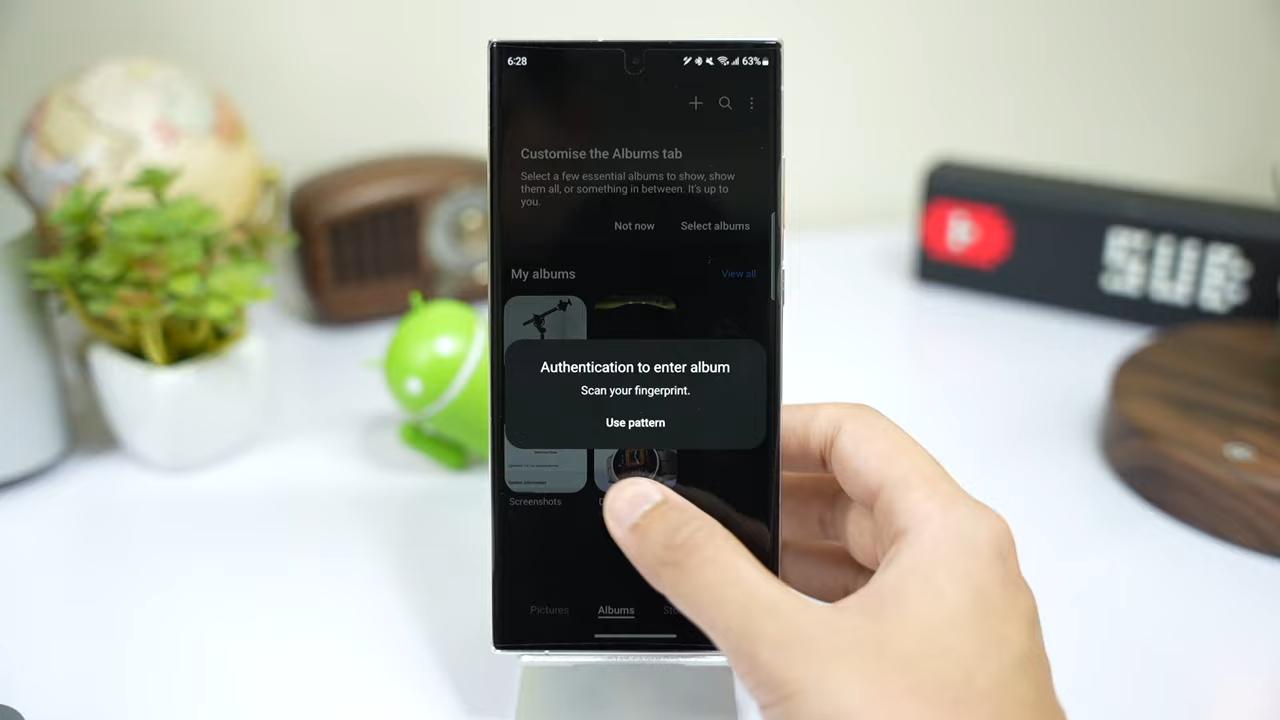 6:28
63%
Customise the Albums tab
Select a few essential albums to show, show
them all, or something in between. It's up to
you.
Not now
Select albums
My albums
View all
Authentication to enter album
Scan your fingerprint.
Use pattern
Screenshots
Pictures
Albums